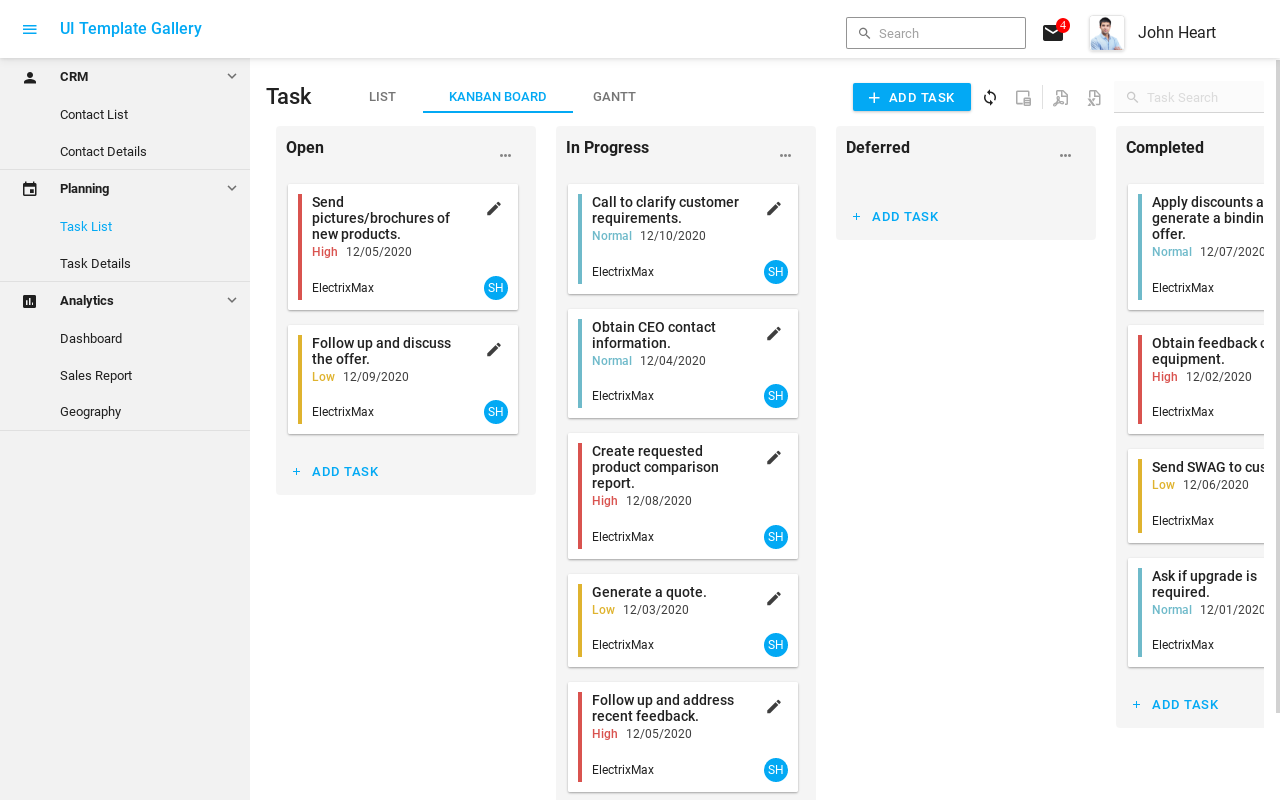 UI Template Gallery
Search
4
John Heart
CRM
Contact List
Contact Details
Planning
Task List
Task Details
Analytics
Dashboard
Sales Report
Geography
Task
LIST
KANBAN BOARD
GANTT
ADD TASK
Task Search
Open
Send
pictures/brochures of
new products.
High 12/05/2020
ElectrixMax
SH
Follow up and discuss
the offer.
Low 12/09/2020
ElectrixMax
SH
ADD TASK
In Progress
Call to clarify customer
requirements.
Normal 12/10/2020
ElectrixMax
SH
Obtain CEO contact
information.
Normal 12/04/2020
ElectrixMax
SH
Create requested
product comparison
report.
High 12/08/2020
ElectrixMax
SH
Generate a quote.
Low 12/03/2020
ElectrixMax
SH
Follow up and address
recent feedback.
High 12/05/2020
ElectrixMax
SH
Deferred
ADD TASK
Completed
Apply discounts
generate a
offer.
Normal 12/07/2020
ElectrixMax
Obtain feedback
equipment.
High 12/02/2020
ElectrixMax
Send SWAG to
Low 12/06/2020
ElectrixMax
Ask if upgrade is
required.
Normal 12/01/2020
ElectrixMax
ADD TASK